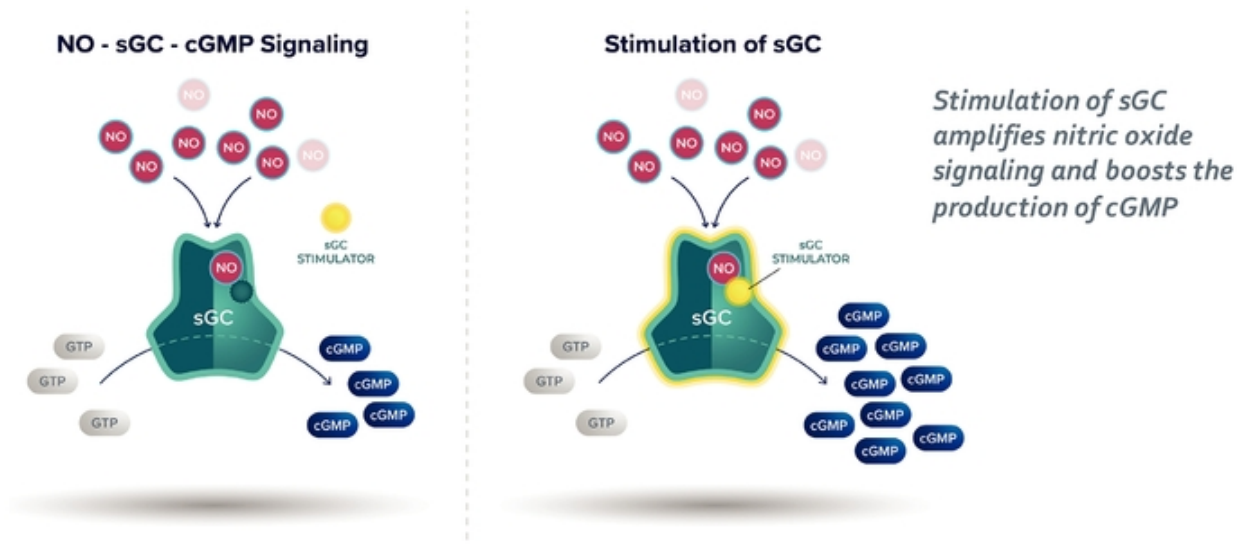 NO - sGC - cGMP Signaling
NO
NO
NO
NO
NO
NO
NO
NO
sGC
STIMULATOR
NO
sGC
GTP
GTP
GTP
cGMP
cGMP
cGMP
cGMP
Stimulation of sGC
NO
NO
NO
NO
NO
NO
NO
NO
sGC
STIMULATOR
NO
sGC
GTP
GTP
GTP
cGMP
cGMP
cGMP
cGMP
cGMP
cGMP
cGMP
cGMP
cGMP
Stimulation of sGC
amplifies nitric oxide
signaling and boosts the
production of cGMP